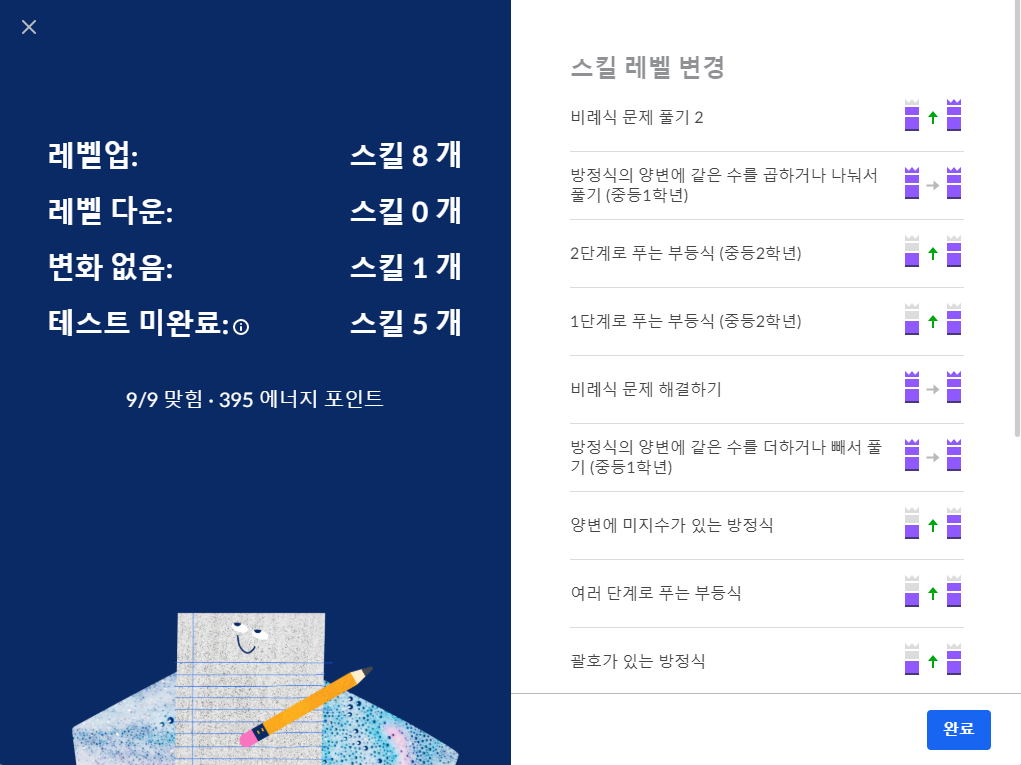 레벨업: 스킬 8 개
레벨 다운: 스킬 0 개
변화 없음: 스킬 1 개
테스트 미완료: 스킬 5 개
9/9 맞힘 · 395 에너지 포인트
스킬 레벨 변경
비례식 문제 풀기 2
방정식의 양변에 같은 수를 곱하거나 나눠서
풀기 (중등1학년)
2단계로 푸는 부등식 (중등2학년)
1단계로 푸는 부등식 (중등2학년)
비례식 문제 해결하기
방정식의 양변에 같은 수를 더하거나 빼서 풀
기 (중등1학년)
양변에 미지수가 있는 방정식
여러 단계로 푸는 부등식
괄호가 있는 방정식
완료